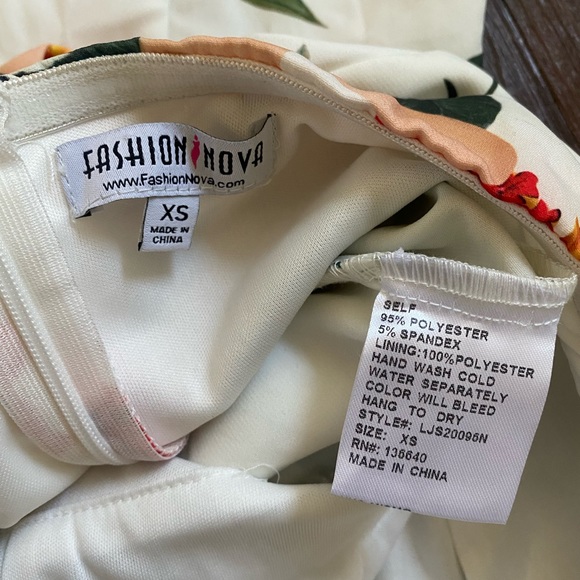 FASHION NOVA
www.FashionNova.com
XS
MADE IN
CHINA
SELF
95% POLYESTER
5% SPANDEX
LINING:100%POLYESTER
HAND WASH COLD
WATER SEPARATELY
COLOR WILL BLEED
HANG TO DRY
STYLE#: LJS20096N
SIZE: XS
RN#: 136640
MADE IN CHINA